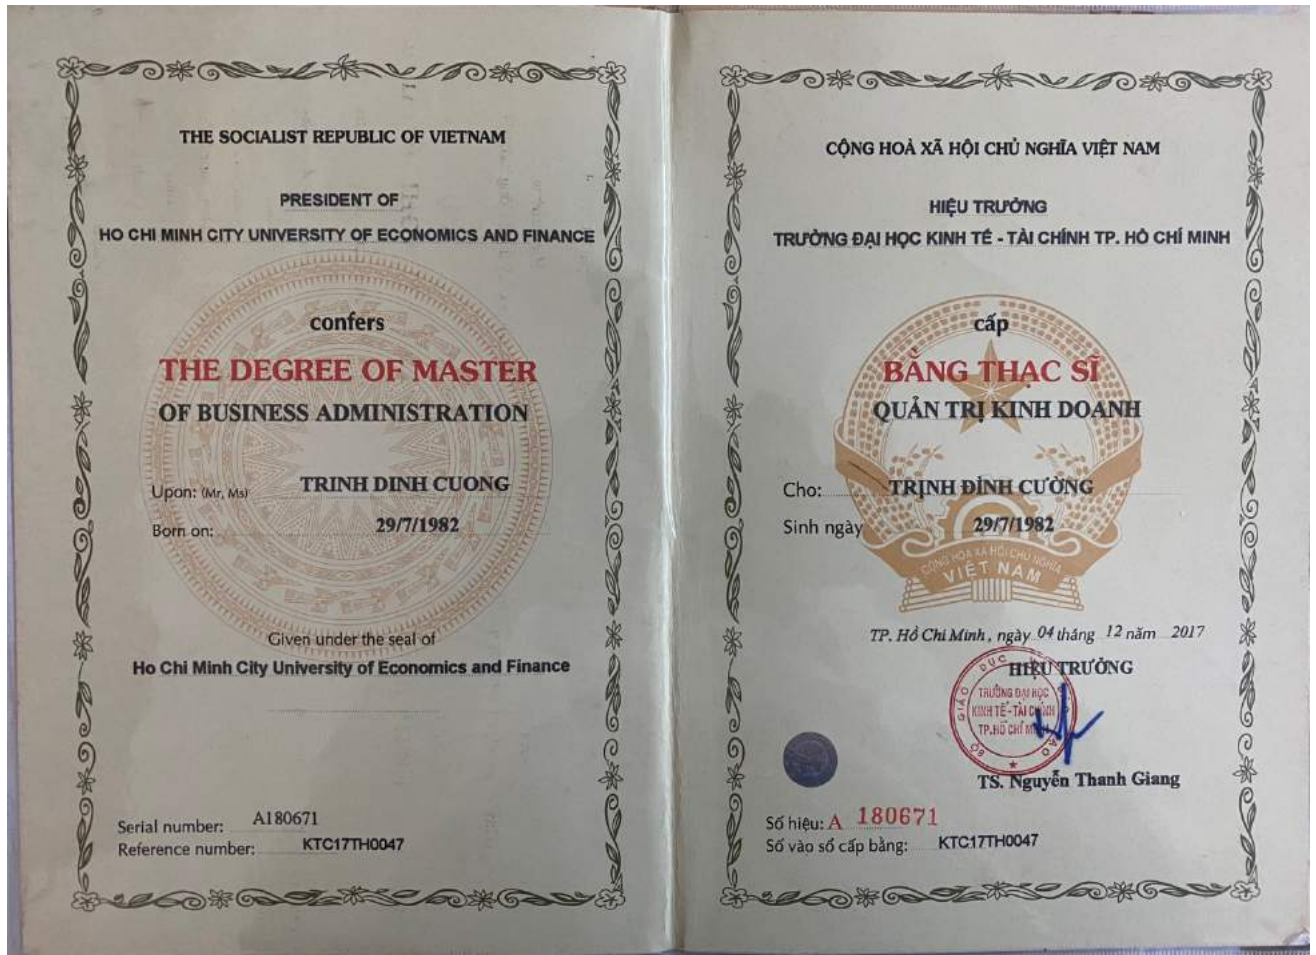 THE SOCIALIST REPUBLIC OF VIETNAM
PRESIDENT OF
HO CHI MINH CITY UNIVERSITY OF ECONOMICS AND FINANCE
confers
THE DEGREE OF MASTER
OF BUSINESS ADMINISTRATION
Upon: (Mr, Ms) TRINH DINH CUONG
Born on: 29/7/1982
Given under the seal of
Ho Chi Minh City University of Economics and Finance
Serial number: A180671
Reference number: KTC17TH0047
CỘNG HOÀ XÃ HỘI CHỦ NGHĨA VIỆT NAM
HIỆU TRƯỞNG
TRƯỜNG ĐẠI HỌC KINH TẾ - TÀI CHÍNH TP. HỒ CHÍ MINH
cấp
BẰNG THẠC SĨ
QUẢN TRỊ KINH DOANH
Cho: TRỊNH ĐÌNH CƯỜNG
Sinh ngày 29/7/1982
CỘNG HOÀ XÃ HỘI CHỦ NGHĨA
VIỆT NAM
TP. Hồ Chí Minh, ngày 04 tháng 12 năm 2017
HIỆU TRƯỞNG
BỘ GIÁO DỤC
TRƯỜNG ĐẠI HỌC
KINH TẾ - TÀI CHÍNH
TP.HỒ CHÍ
TS. Nguyễn Thanh Giang
Số hiệu: A 180671
Số vào sổ cấp bằng: KTC17TH0047